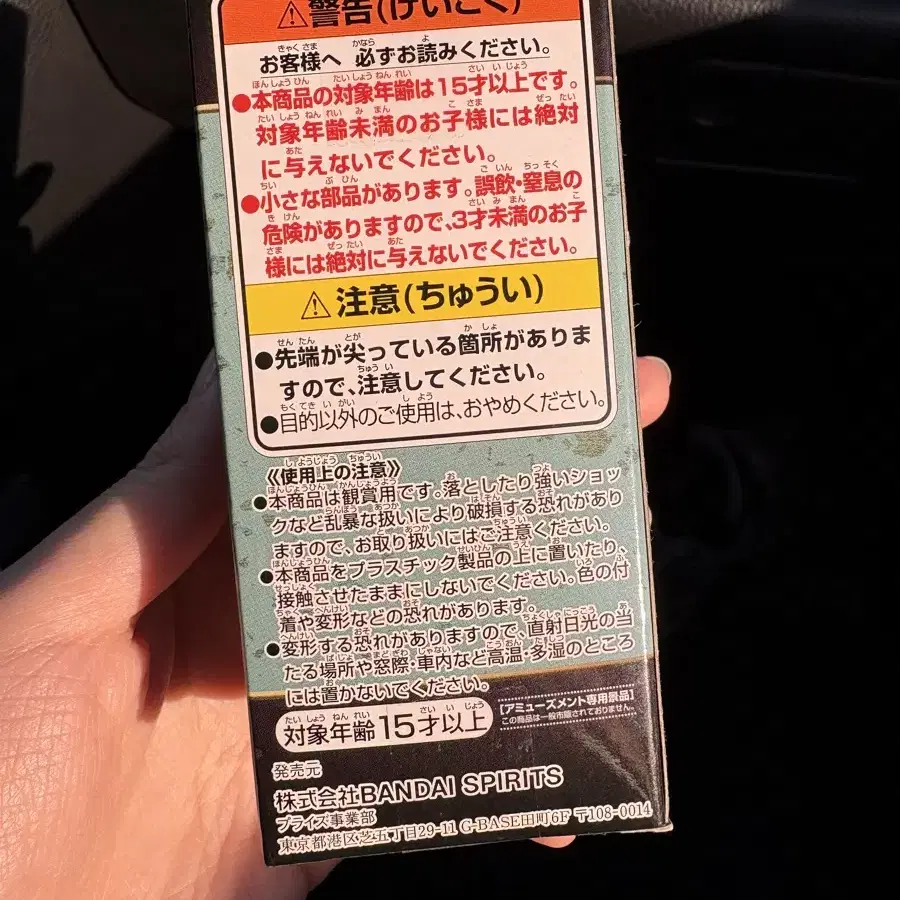 ⚠警告(けいこく)
お客様へ 必ずお読みください。
●本商品の対象年齢は15才以上です。
対象年齢未満のお子様には絶対
に与えないでください。
●小さな部品があります。誤飲・窒息の
危険がありますので、3才未満のお子
様には絶対に与えないでください。
⚠注意(ちゅうい)
●先端が尖っている箇所がありま
すので、注意してください。
●目的以外のご使用は、おやめください。
《使用上の注意》
●本商品は観賞用です。落としたり強いショッ
クなど乱暴な扱いにより破損する恐れがあり
ますので、お取り扱いにはご注意ください。
●本商品をプラスチック製品の上に置いたり、
接触させたままにしないでください。色の付
着や変形などの恐れがあります。
●変形する恐れがありますので、直射日光の当
たる場所や窓際・車内など高温・多湿のところ
には置かないでください。
対象年齢15才以上
[アミューズメント専用景品]
この商品は一般市販されておりません。
発売元
株式会社BANDAI SPIRITS
プライズ事業部
東京都港区芝五丁目29-11 G-BASE田町6F 〒108-0014